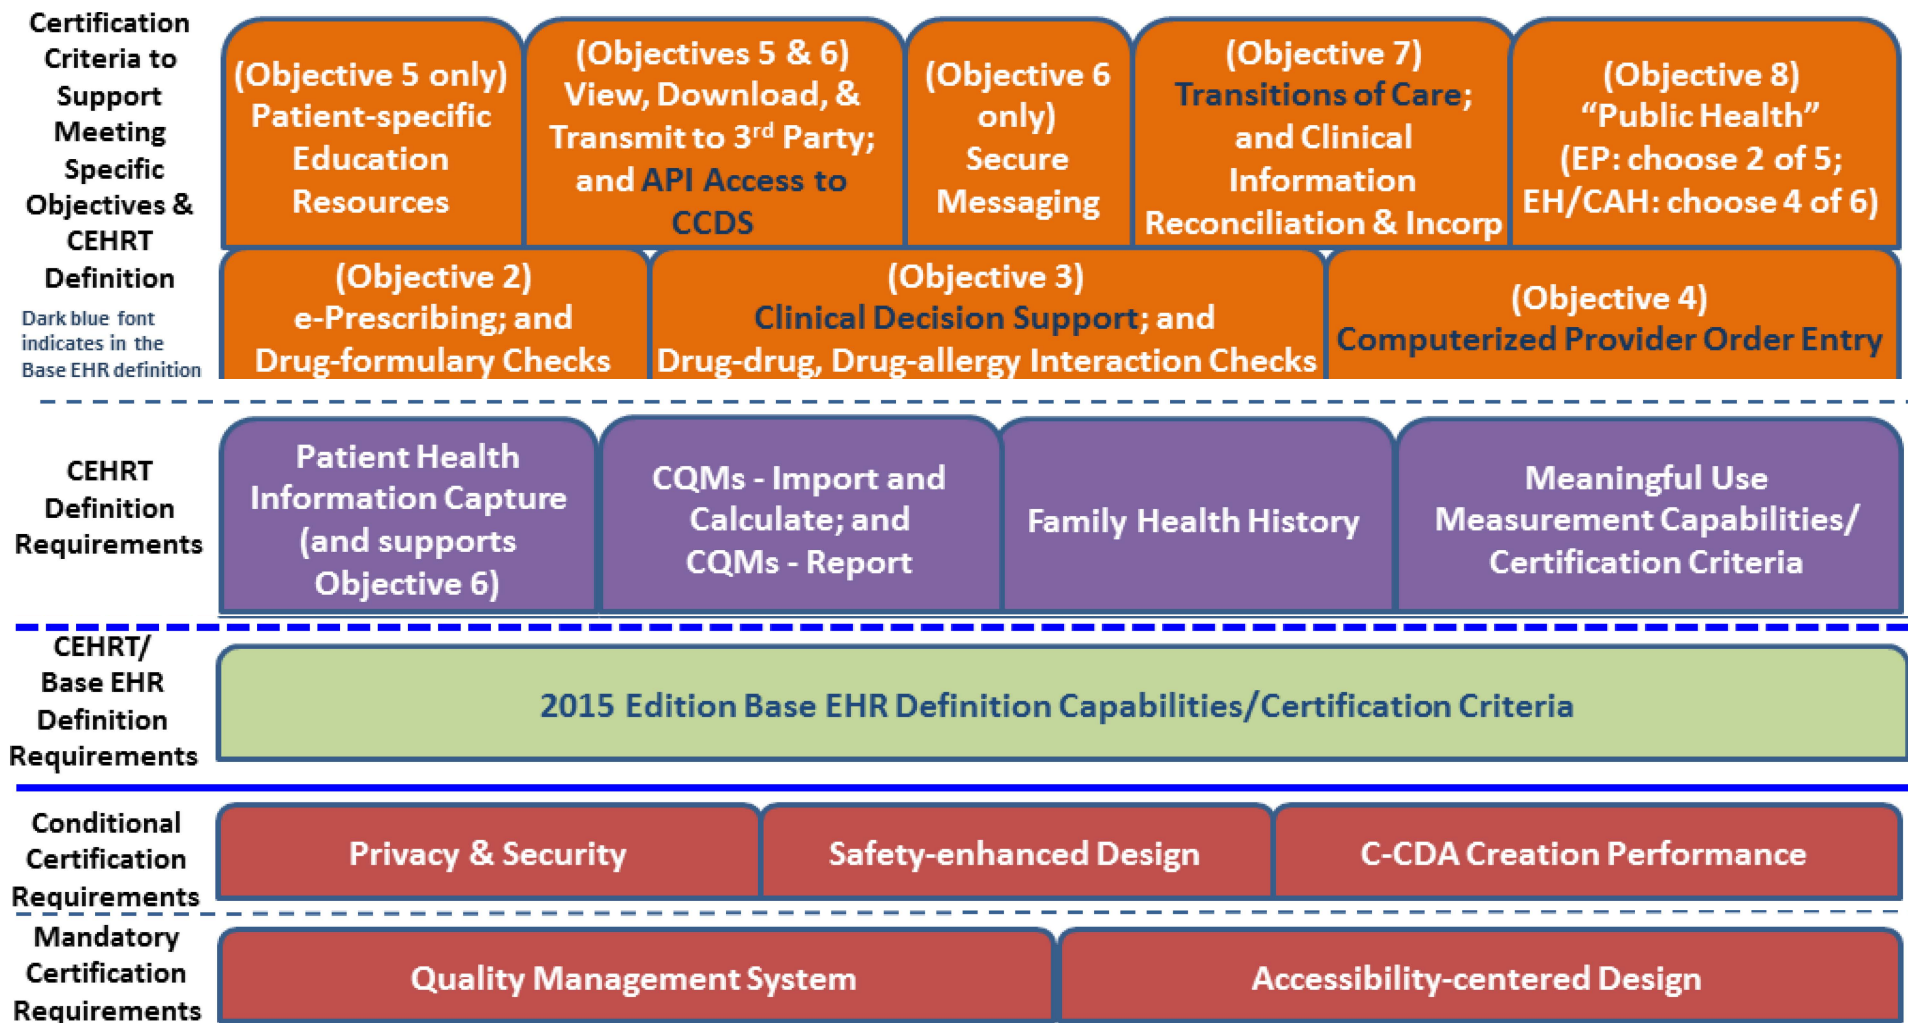 Certification
Criteria to
Support
Meeting
Specific
Objectives &
CEHRT
Definition
Dark blue font
indicates in the
Base EHR definition
(Objective 5 only)
Patient-specific
Education
Resources
(Objectives 5 & 6)
View, Download, &
Transmit to 3rd Party;
and API Access to
CCDS
(Objective 6
only)
Secure
Messaging
(Objective 7)
Transitions of Care;
and Clinical
Information
Reconciliation & Incorp
(Objective 8)
“Public Health”
(EP: choose 2 of 5;
EH/CAH: choose 4 of 6)
(Objective 2)
e-Prescribing; and
Drug-formulary Checks
(Objective 3)
Clinical Decision Support; and
Drug-drug, Drug-allergy Interaction Checks
(Objective 4)
Computerized Provider Order Entry
CEHRT
Definition
Requirements
Patient Health
Information Capture
(and supports
Objective 6)
CQMs - Import and
Calculate; and
CQMs - Report
Family Health History
Meaningful Use
Measurement Capabilities/
Certification Criteria
CEHRT/
Base EHR
Definition
Requirements
2015 Edition Base EHR Definition Capabilities/Certification Criteria
Conditional
Certification
Requirements
Privacy & Security
Safety-enhanced Design
C-CDA Creation Performance
Mandatory
Certification
Requirements
Quality Management System
Accessibility-centered Design